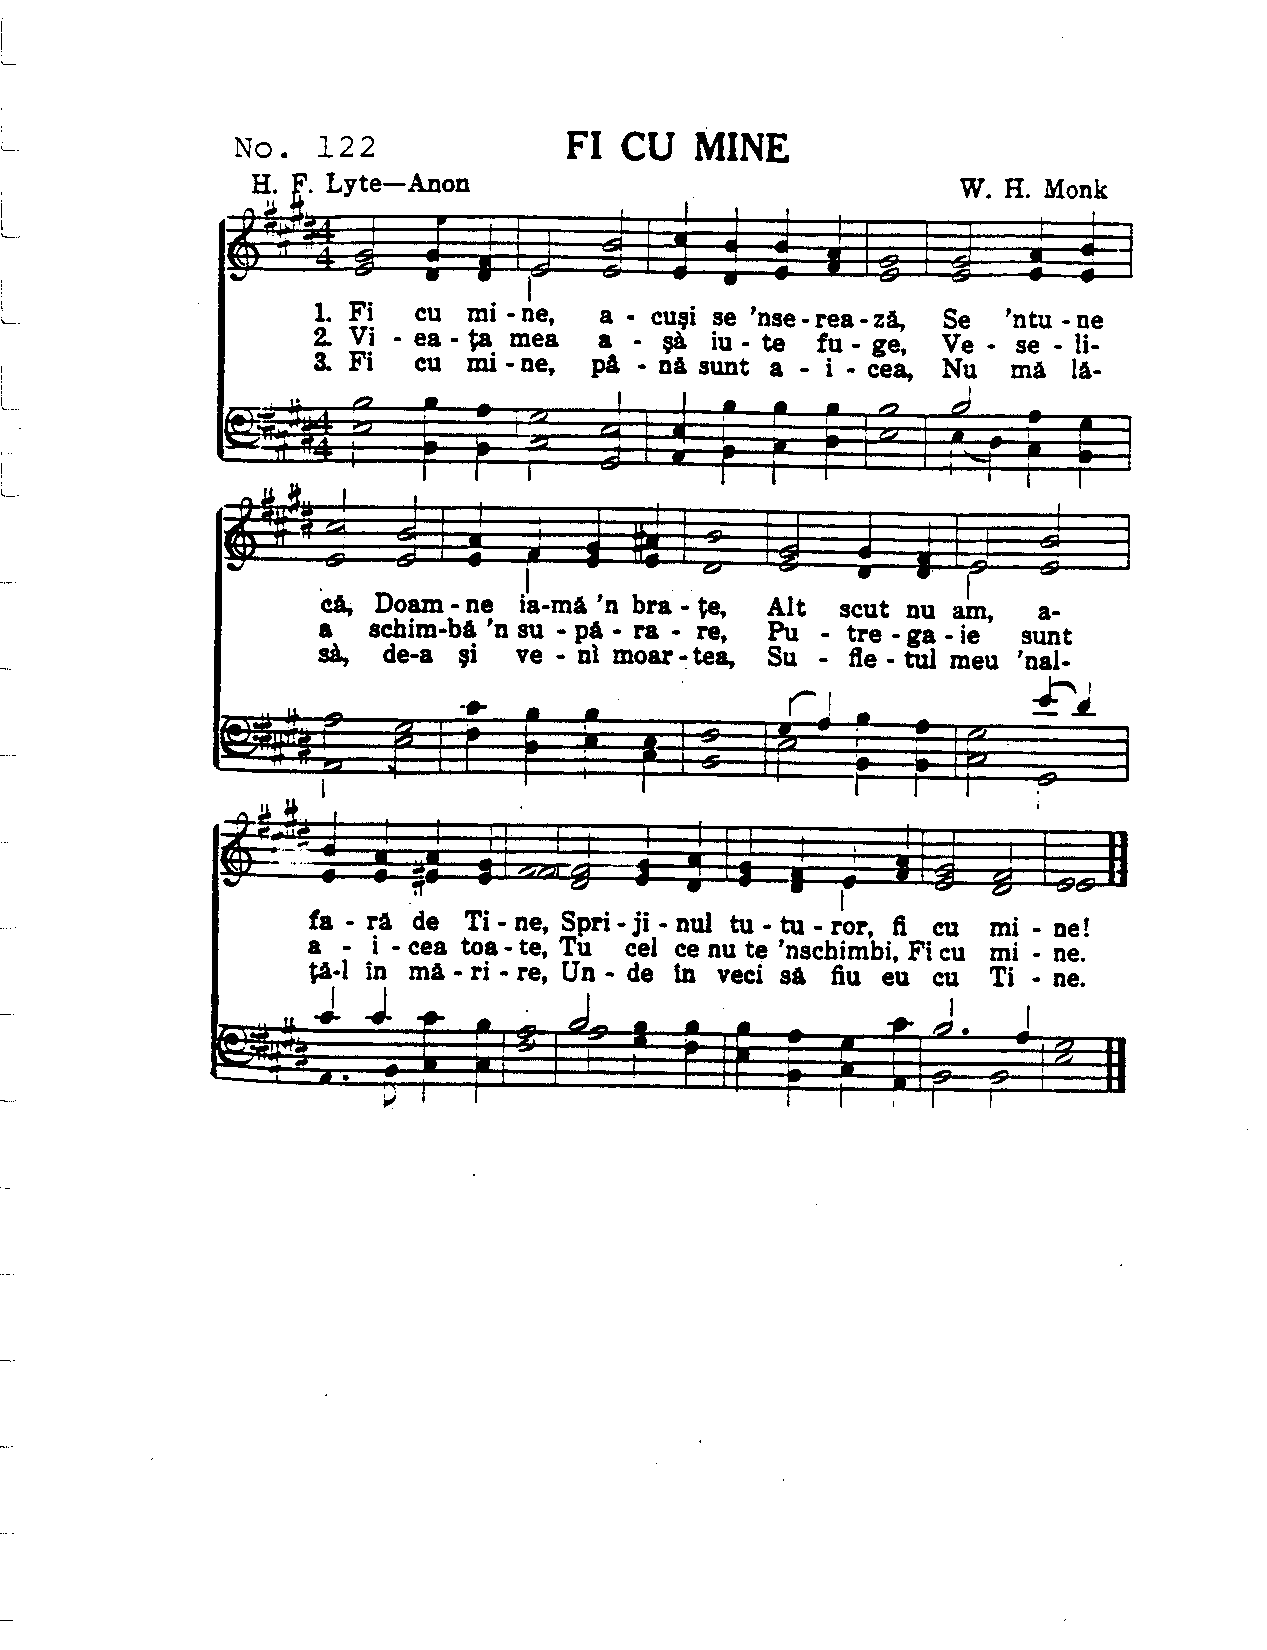 No. 122
FI CU MINE
H. F. Lyte—Anon
W. H. Monk
1. Fi cu mi - ne, a - cuşi se 'nse - rea - ză, Se 'ntu - ne
2. Vi - ea - ţa mea a - şà iu - te fu - ge, Ve - se - li-
3. Fi cu mi - ne, pâ - nă sunt a - i - cea, Nu mă lă-
că, Doam - ne ia-mă 'n bra - ţe, Alt scut nu am, a-
a schim-bă 'n su - pă - ra - re, Pu - tre - ga - ie sunt
sà, de-a şi ve - nì moar - tea, Su - fle - tul meu 'nal-
fa - ră de Ti - ne, Spri - ji - nul tu - tu - ror, fi cu mi - ne!
a - i - cea toa - te, Tu cel ce nu te 'nschimbi, Fi cu mi - ne.
ţă-l în mă - ri - re, Un - de în veci să fiu eu cu Ti - ne.